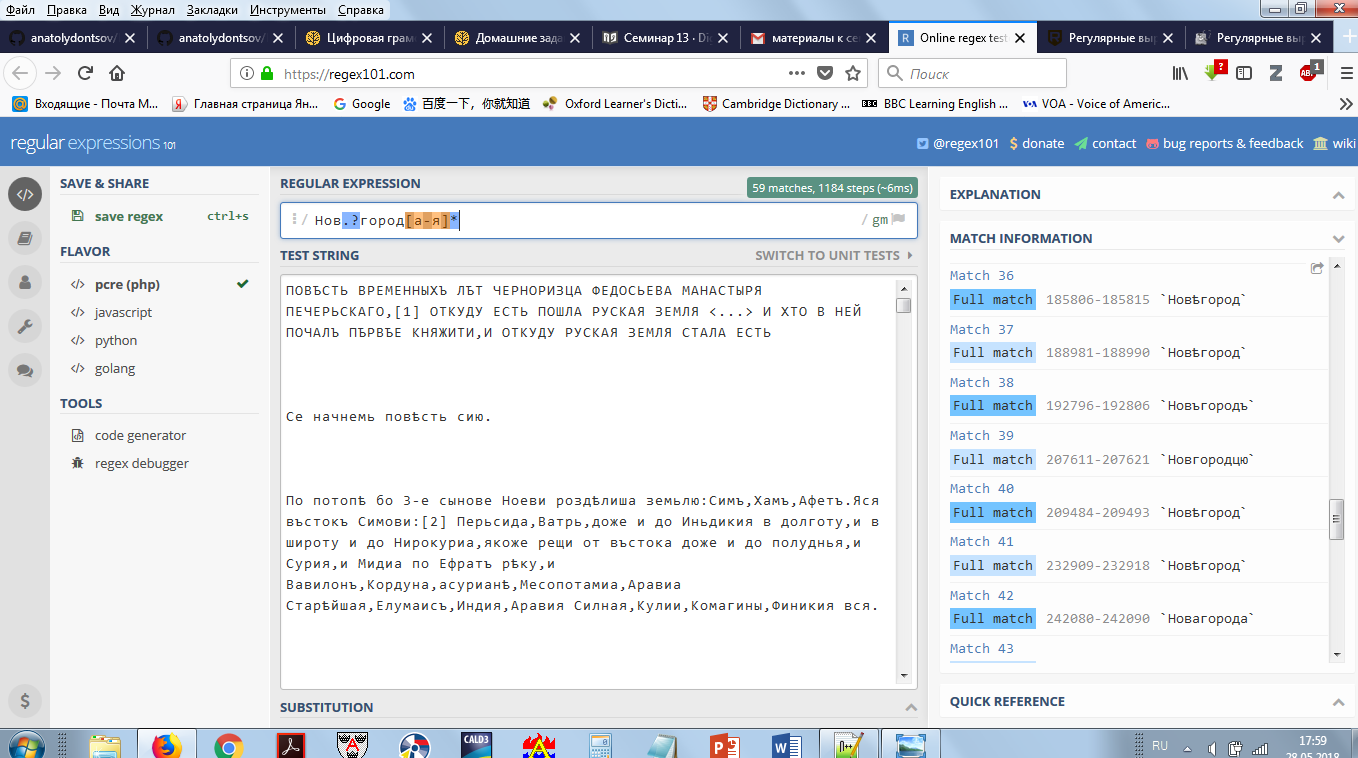 Файл Правка Вид Журнал Закладки Инструменты Справка
anatolydontsov/ anatolydontsov/ Цифровая грам Домашние зада Семинар 13 · Di материалы к се Online regex test Регулярные выр Регулярные выр
https://regex101.com Поиск
Входящие - Почта M... Главная страница Ян... Google 百度一下，你就知道 Oxford Learner's Dicti... Cambridge Dictionary ... BBC Learning English ... VOA - Voice of Americ...
regular expressions 101 @regex101 $ donate contact bug reports & feedback wiki
SAVE & SHARE
save regex ctrl+s
FLAVOR
</> pcre (php)
</> javascript
</> python
</> golang
TOOLS
code generator
regex debugger
REGULAR EXPRESSION 59 matches, 1184 steps (~6ms)
/ Нов.?город[а-я]* / gm
TEST STRING SWITCH TO UNIT TESTS
ПОВѢСТЬ ВРЕМЕННЫХЪ ЛѢТ ЧЕРНОРИЗЦА ФЕДОСЬЕВА МАНАСТЫРЯ
ПЕЧЕРЬСКАГО,[1] ОТКУДУ ЕСТЬ ПОШЛА РУСКАЯ ЗЕМЛЯ <...> И ХТО В НЕЙ
ПОЧАЛЪ ПѢРВѢЕ КНЯЖИТИ,И ОТКУДУ РУСКАЯ ЗЕМЛЯ СТАЛА ЕСТЬ
Се начнемь повѣсть сию.
По потопѣ бо 3-е сынове Ноеви роздѣлиша земьлю:Симъ,Хамъ,Афетъ.Яся
въстокъ Симови:[2] Перьсида,Ватрь,доже и до Иньдикия в долготу,и в
широту и до Нирокуриа,якоже рещи от въстока доже и до полуднья,и
Сурия,и Мидиа по Ефратъ рѣку,и
Вавилонъ,Кордуна,асурианѣ,Месопотамиа,Аравиа
Старѣйшая,Елумаисъ,Индия,Аравия Силная,Кулии,Комагины,Финикия вся.
SUBSTITUTION
EXPLANATION
MATCH INFORMATION
Match 36
Full match 185806-185815 `Новѣгород`
Match 37
Full match 188981-188990 `Новѣгород`
Match 38
Full match 192796-192806 `Новъгородъ`
Match 39
Full match 207611-207621 `Новгородцю`
Match 40
Full match 209484-209493 `Новѣгород`
Match 41
Full match 232909-232918 `Новѣгород`
Match 42
Full match 242080-242090 `Новагорода`
Match 43
QUICK REFERENCE
CALD3
RU 17:59
28.05.2018